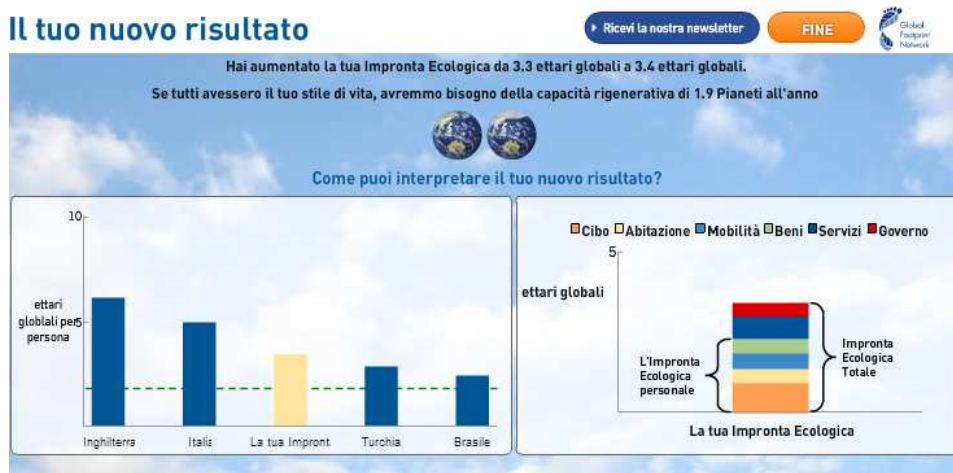 Il tuo nuovo risultato
Ricevi la nostra newsletter
FINE
Global
Footprint
Network
Hai aumentato la tua Impronta Ecologica da 3.3 ettari globali a 3.4 ettari globali.
Se tutti avessero il tuo stile di vita, avremmo bisogno della capacità rigenerativa di 1.9 Pianeti all'anno
Come puoi interpretare il tuo nuovo risultato?
10
5
ettari
globlali per
persona
Inghilterra
Italia
La tua Impront
Turchia
Brasile
Cibo Abitazione Mobilità Beni Servizi Governo
5
ettari globali
L'Impronta
Ecologica
personale
Impronta
Ecologica
Totale
La tua Impronta Ecologica